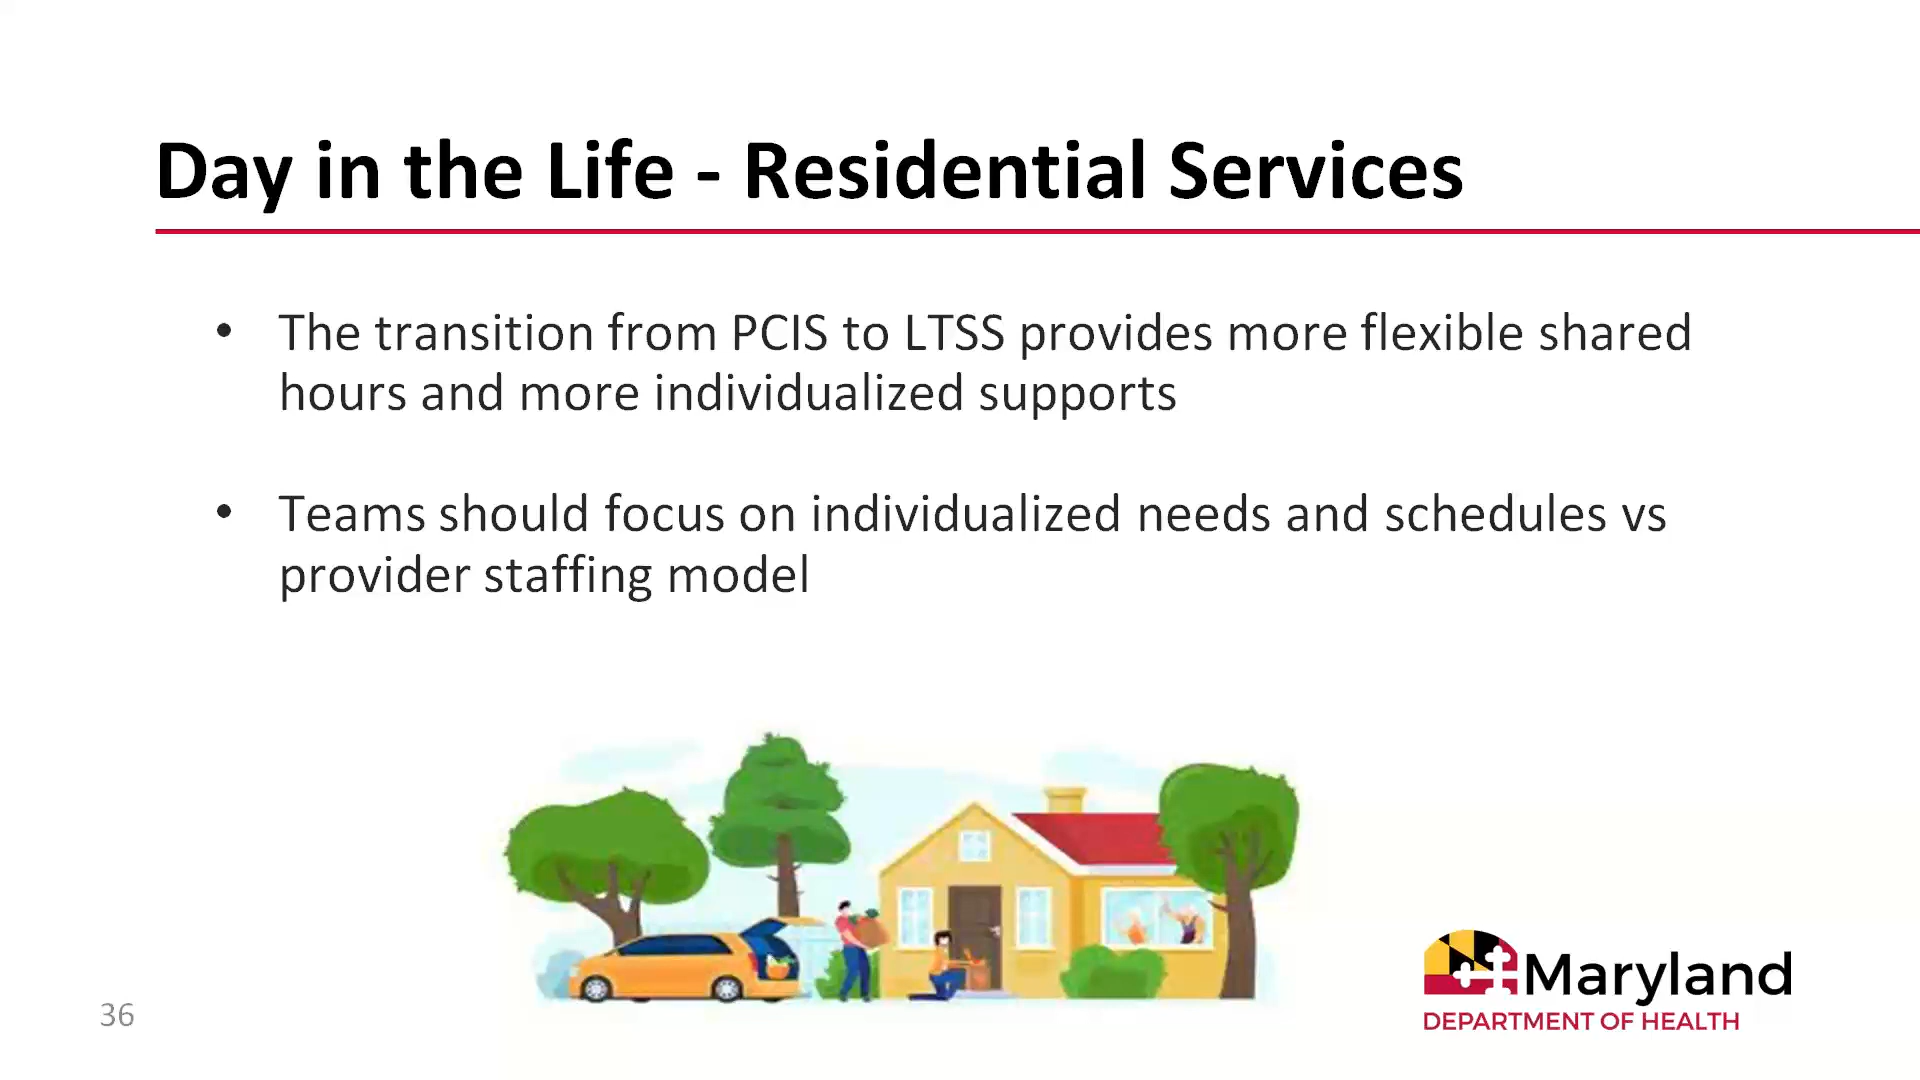 Day in the Life - Residential Services
• The transition from PCIS to LTSS provides more flexible shared
hours and more individualized supports
• Teams should focus on individualized needs and schedules vs
provider staffing model
Maryland
DEPARTMENT OF HEALTH
36